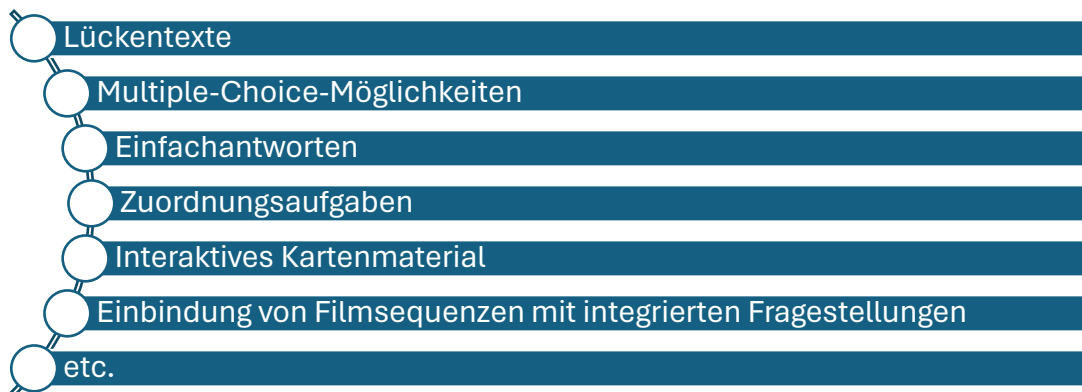 Lückentexte
Multiple-Choice-Möglichkeiten
Einfachantworten
Zuordnungsaufgaben
Interaktives Kartenmaterial
Einbindung von Filmsequenzen mit integrierten Fragestellungen
etc.